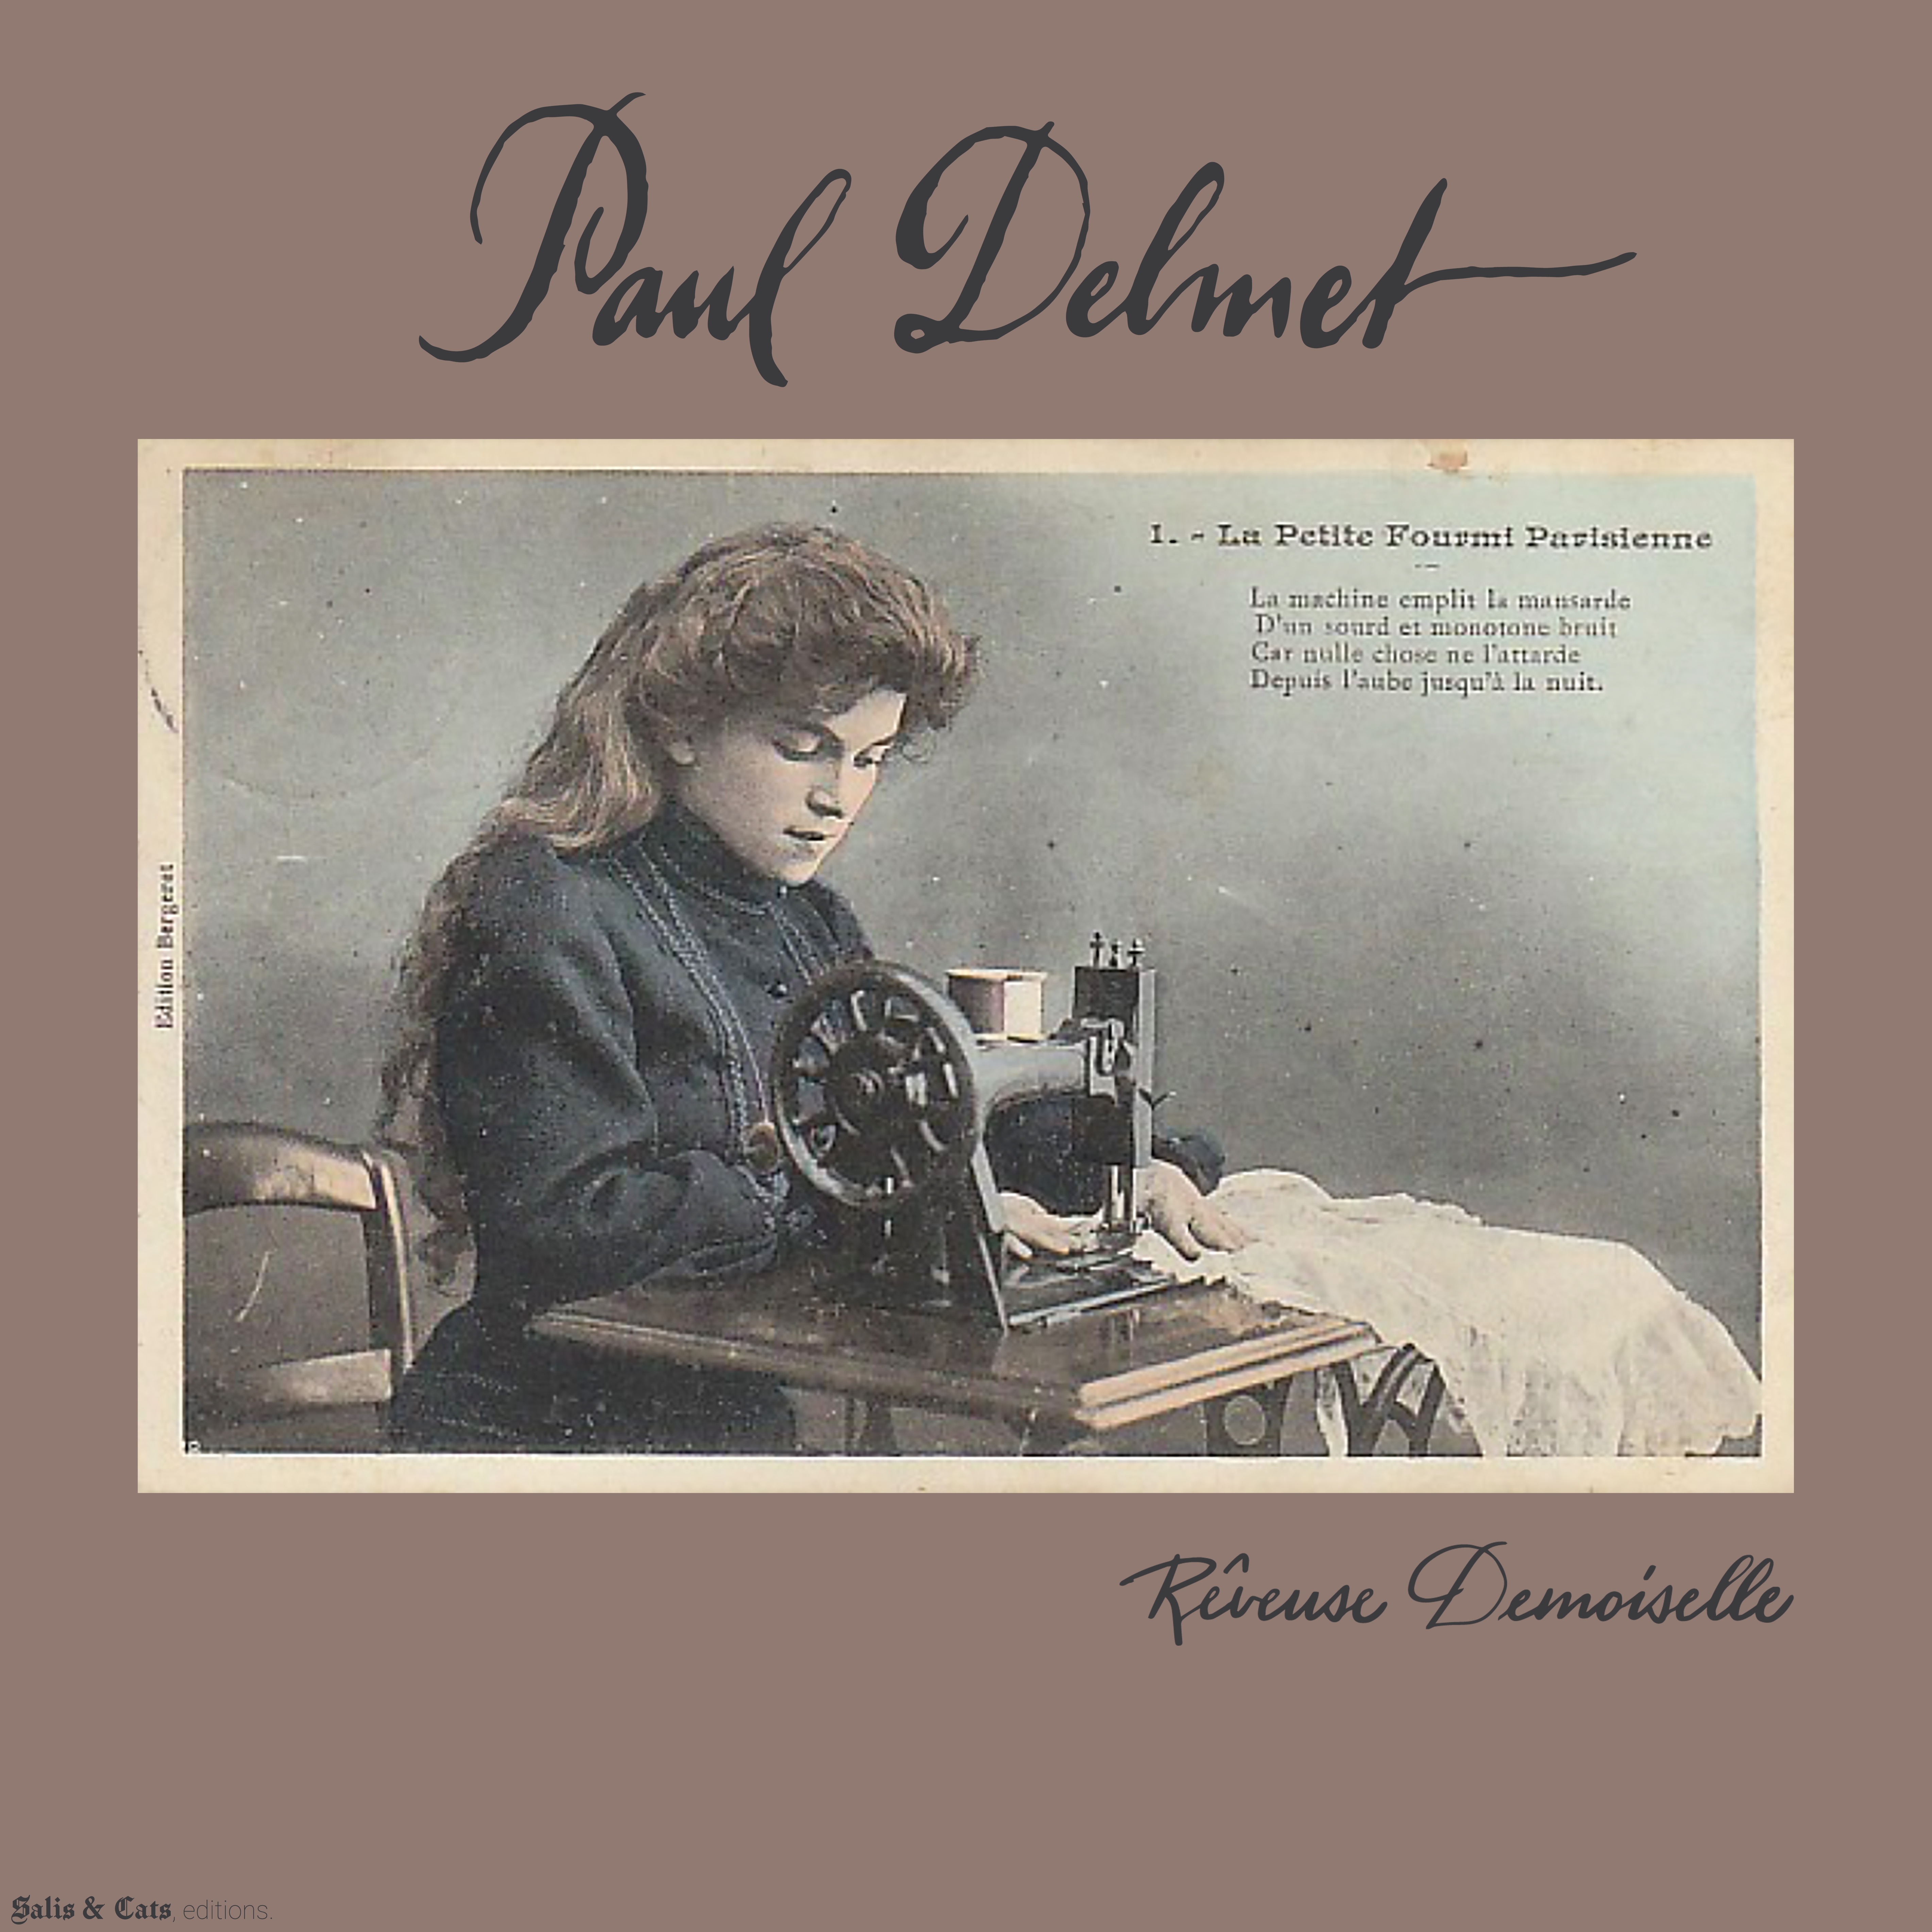 Paul Delmet
1. - La Petite Fourmi Parisienne
La machine emplit la mansarde
D'un sourd et monotone bruit
Car nulle chose ne l'attarde
Depuis l'aube jusqu'à la nuit.
Edition Bergeret
Rêveuse Demoiselle
Salis & Cats, editions.